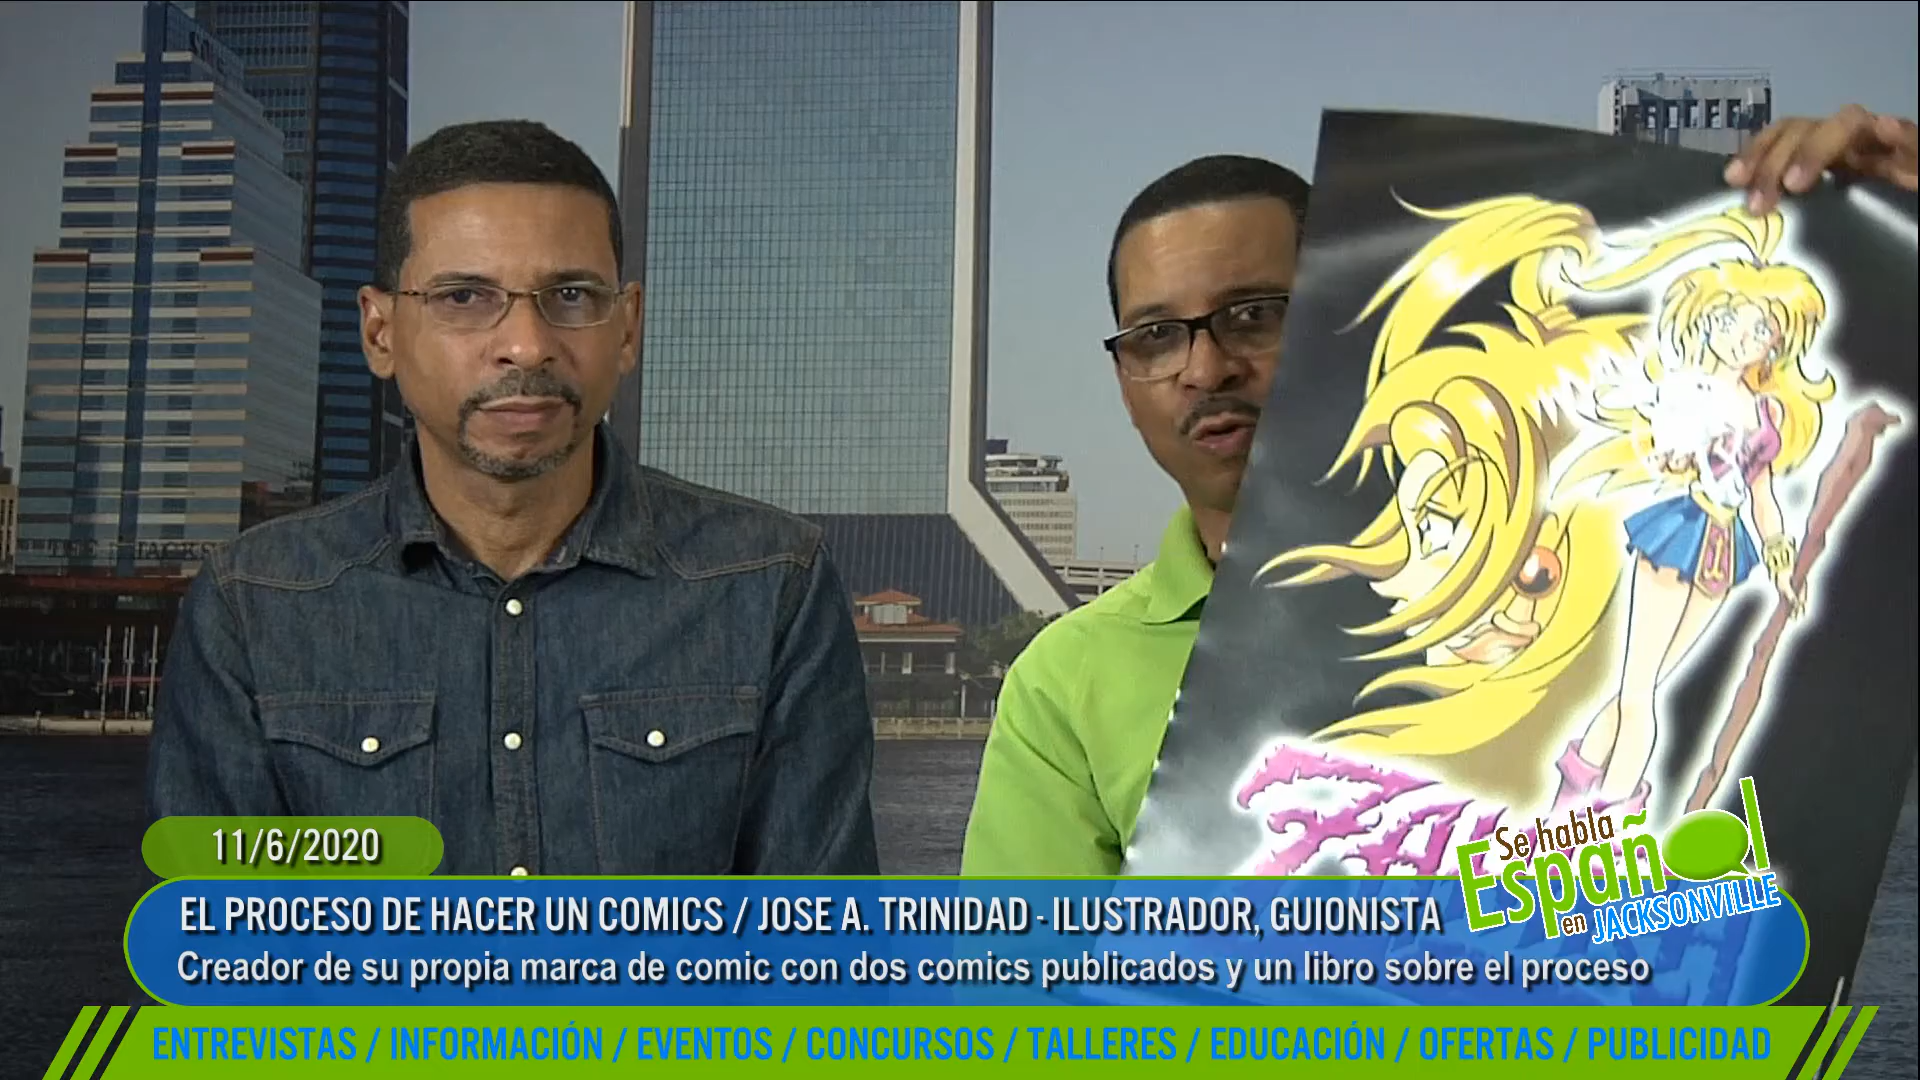 11/6/2020
EL PROCESO DE HACER UN COMICS / JOSE A. TRINIDAD - ILUSTRADOR, GUIONISTA
Creador de su propia marca de comic con dos comics publicados y un libro sobre el proceso
Se habla
Español
en JACKSONVILLE
ENTREVISTAS / INFORMACIÓN / EVENTOS / CONCURSOS / TALLERES / EDUCACIÓN / OFERTAS / PUBLICIDAD